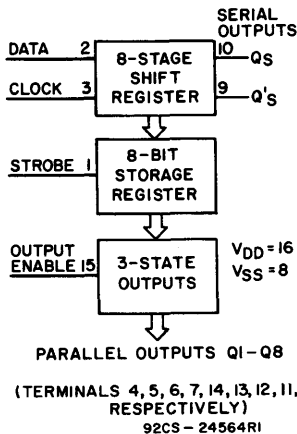 SERIAL
OUTPUTS
DATA 2
8-STAGE
SHIFT
REGISTER
10
QS
CLOCK 3
9
Q'S
STROBE 1
8-BIT
STORAGE
REGISTER
OUTPUT
ENABLE 15
3-STATE
OUTPUTS
VDD = 16
VSS = 8
PARALLEL OUTPUTS Q1-Q8
(TERMINALS 4, 5, 6, 7, 14, 13, 12, 11,
RESPECTIVELY)
92CS-24564R1